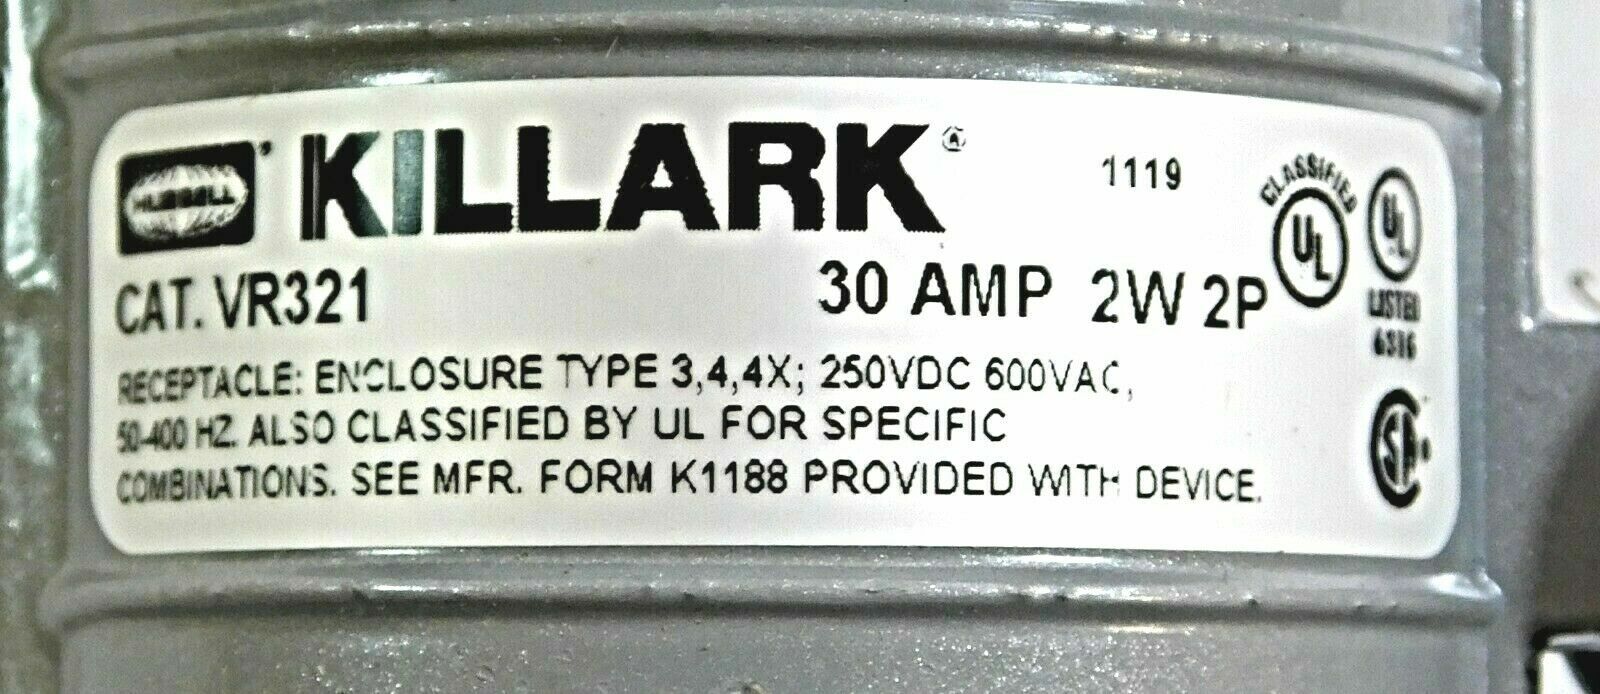 HUBBELL
KILLARK®
1119
CLASSIFIED
UL
UL
LISTED
6316
CAT. VR321
30 AMP 2W 2P
RECEPTACLE: ENCLOSURE TYPE 3,4,4X; 250VDC 600VAC,
50-400 HZ. ALSO CLASSIFIED BY UL FOR SPECIFIC
COMBINATIONS. SEE MFR. FORM K1188 PROVIDED WITH DEVICE.
SA